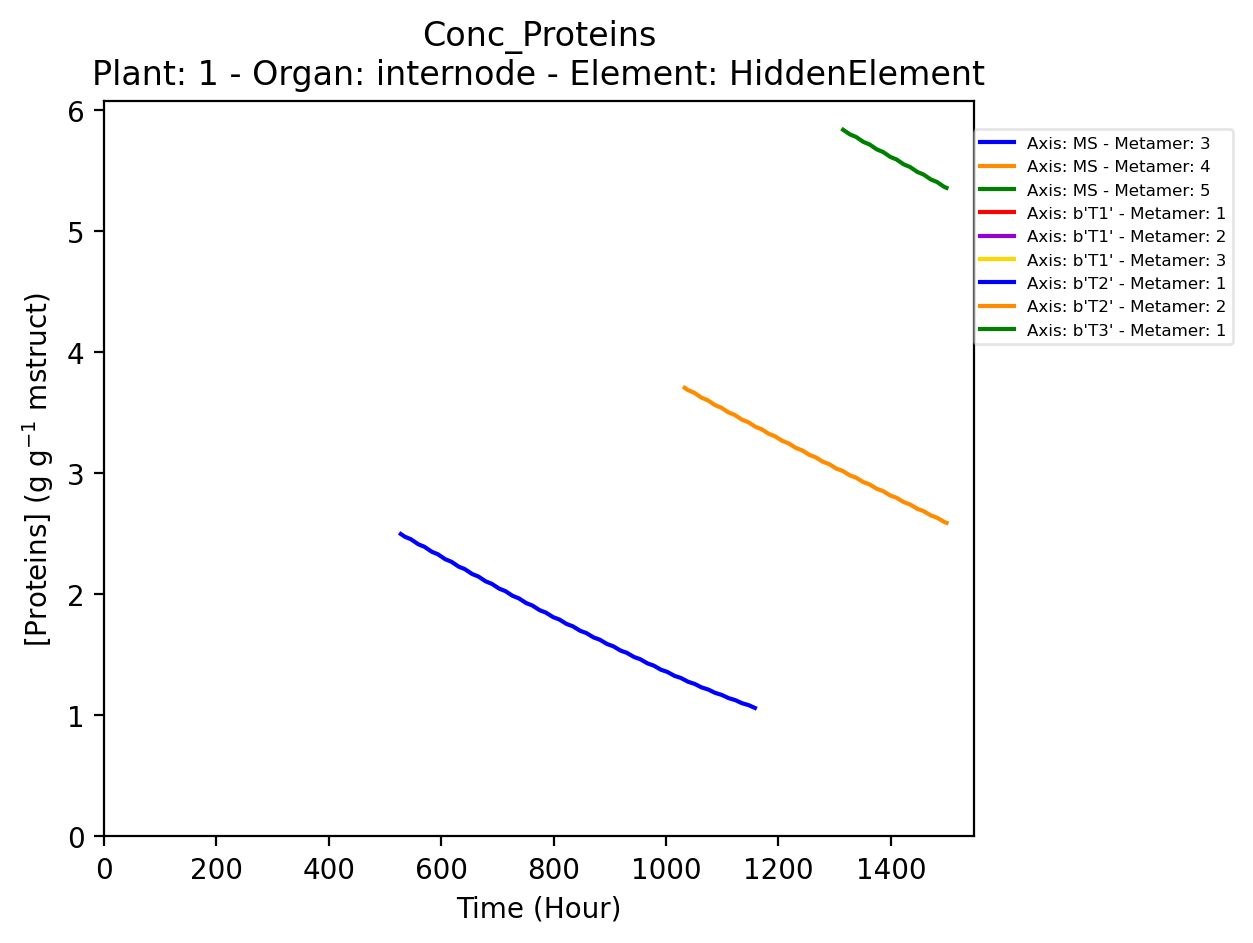 Conc_Proteins
Plant: 1 - Organ: internode - Element: HiddenElement
6
5
4
3
2
1
0
[Proteins] (g g⁻¹ mstruct)
0 200 400 600 800 1000 1200 1400
Time (Hour)
Axis: MS - Metamer: 3
Axis: MS - Metamer: 4
Axis: MS - Metamer: 5
Axis: b'T1' - Metamer: 1
Axis: b'T1' - Metamer: 2
Axis: b'T1' - Metamer: 3
Axis: b'T2' - Metamer: 1
Axis: b'T2' - Metamer: 2
Axis: b'T3' - Metamer: 1